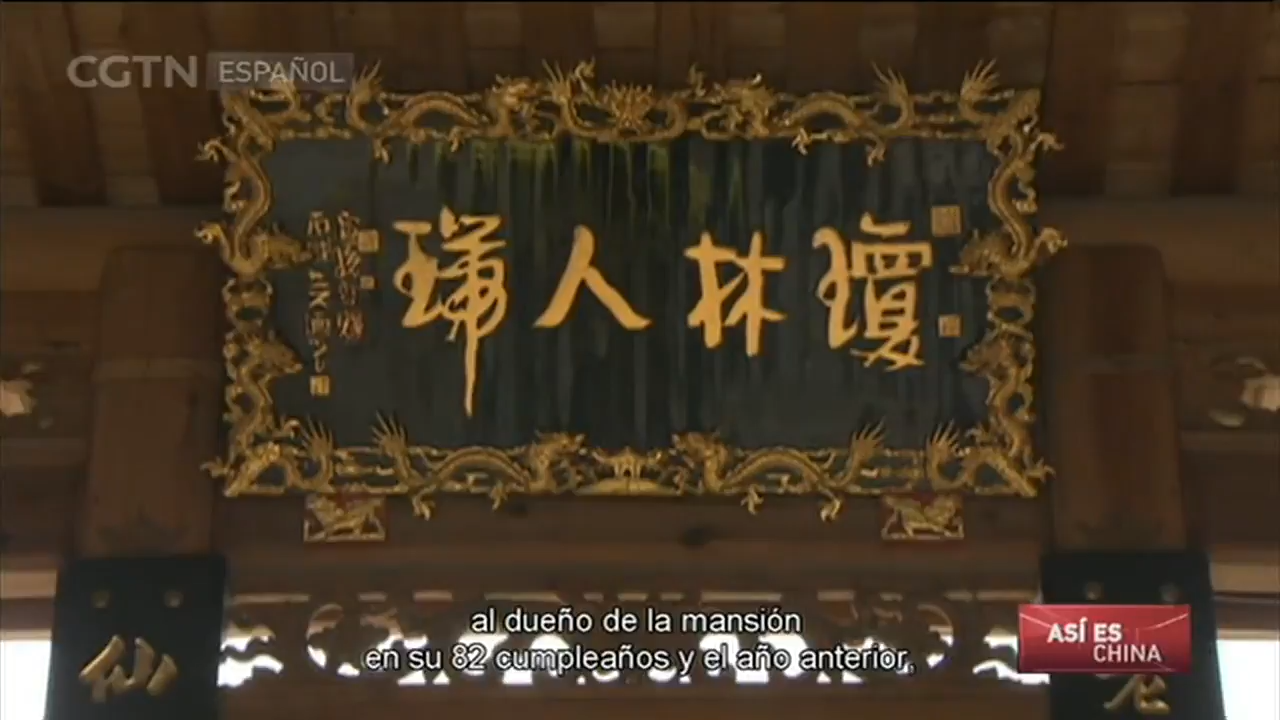 CGTN ESPAÑOL
瓊林人瑞
仙
al dueño de la mansión
en su 82 cumpleaños y el año anterior,
ASÍ ES
CHINA